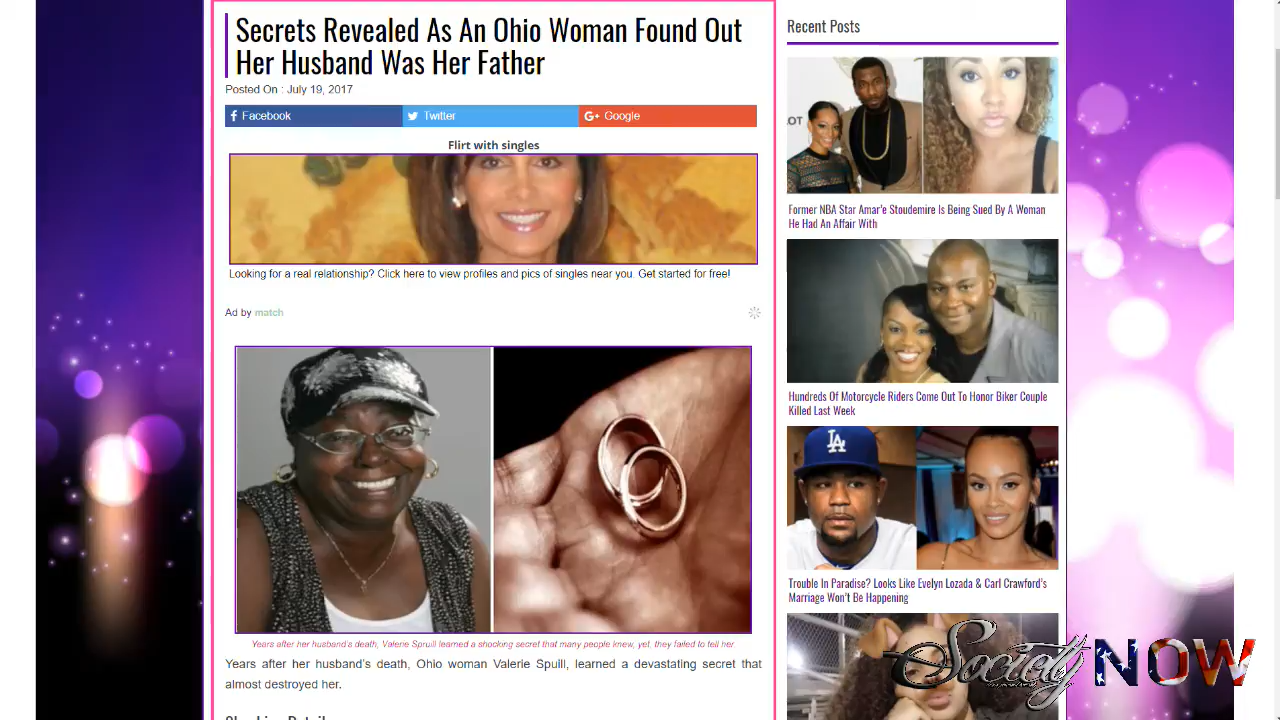 Secrets Revealed As An Ohio Woman Found Out
Her Husband Was Her Father
Posted On : July 19, 2017
Facebook
Twitter
G+ Google
Flirt with singles
Looking for a real relationship? Click here to view profiles and pics of singles near you. Get started for free!
Ad by match
Years after her husband's death, Valerie Spruill learned a shocking secret that many people knew, yet, they failed to tell her.
Years after her husband's death, Ohio woman Valerie Spuill, learned a devastating secret that
almost destroyed her.
Recent Posts
LOT
Former NBA Star Amar'e Stoudemire Is Being Sued By A Woman
He Had An Affair With
Hundreds Of Motorcycle Riders Come Out To Honor Biker Couple
Killed Last Week
LA
Trouble In Paradise? Looks Like Evelyn Lozada & Carl Crawford's
Marriage Won't Be Happening
Society NOW